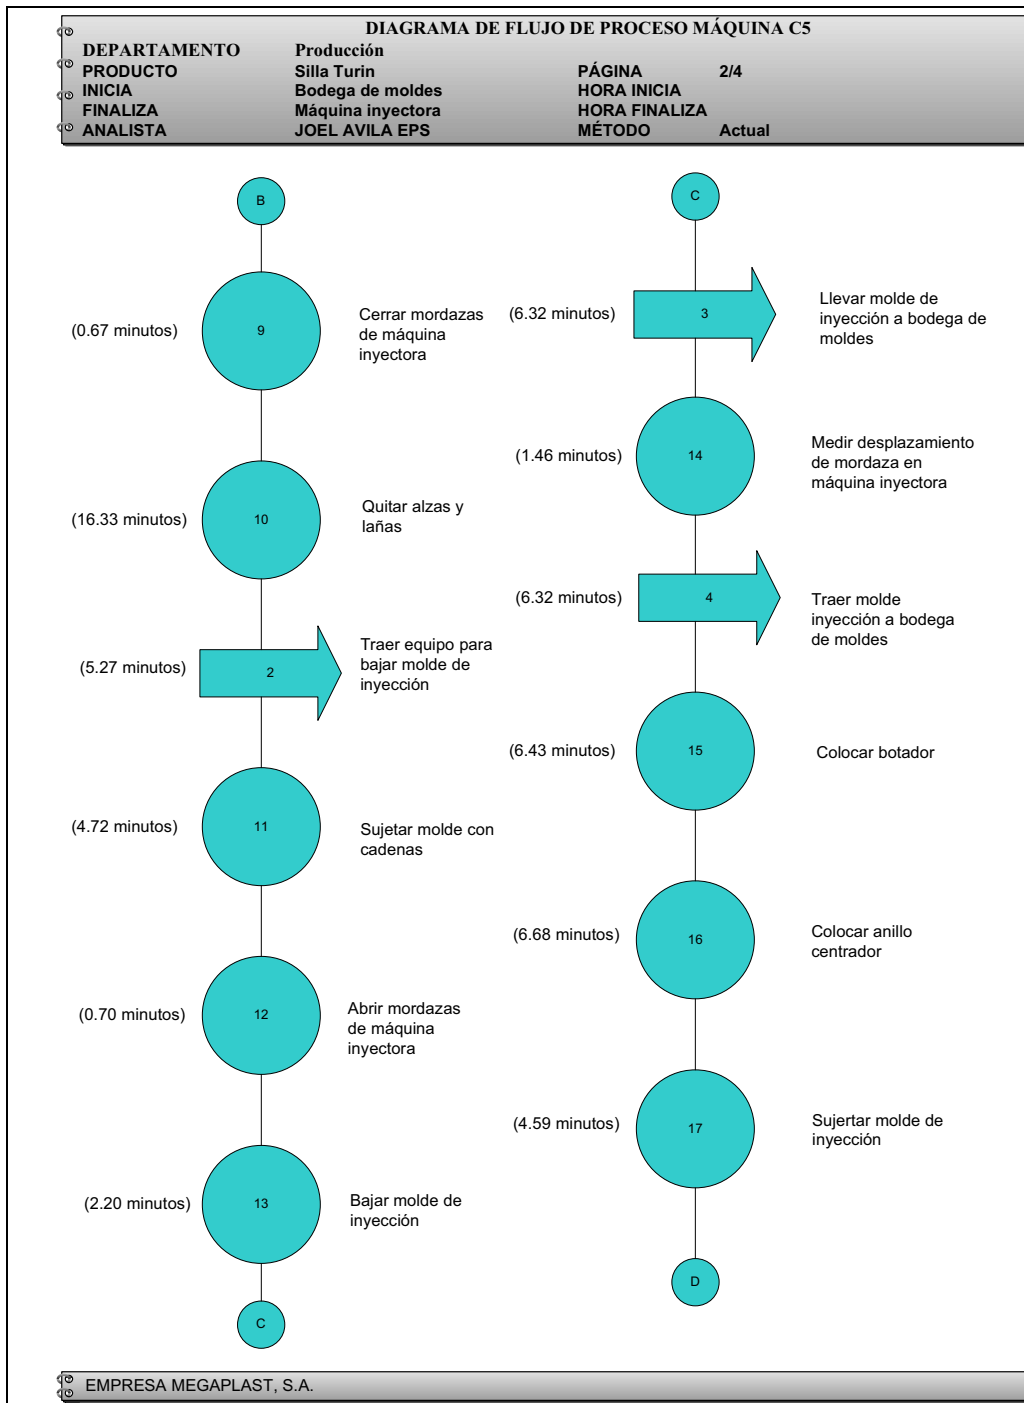 DIAGRAMA DE FLUJO DE PROCESO MÁQUINA C5
DEPARTAMENTO Producción
PRODUCTO Silla Turin PÁGINA 2/4
INICIA Bodega de moldes HORA INICIA
FINALIZA Máquina inyectora HORA FINALIZA
ANALISTA JOEL AVILA EPS MÉTODO Actual
B
(0.67 minutos) 9 Cerrar mordazas
de máquina
inyectora
(16.33 minutos) 10 Quitar alzas y
lañas
(5.27 minutos) 2 Traer equipo para
bajar molde de
inyección
(4.72 minutos) 11 Sujetar molde con
cadenas
(0.70 minutos) 12 Abrir mordazas
de máquina
inyectora
(2.20 minutos) 13 Bajar molde de
inyección
C
C
(6.32 minutos) 3 Llevar molde de
inyección a bodega de
moldes
(1.46 minutos) 14 Medir desplazamiento
de mordaza en
máquina inyectora
(6.32 minutos) 4 Traer molde
inyección a bodega
de moldes
(6.43 minutos) 15 Colocar botador
(6.68 minutos) 16 Colocar anillo
centrador
(4.59 minutos) 17 Sujertar molde de
inyección
D
EMPRESA MEGAPLAST, S.A.